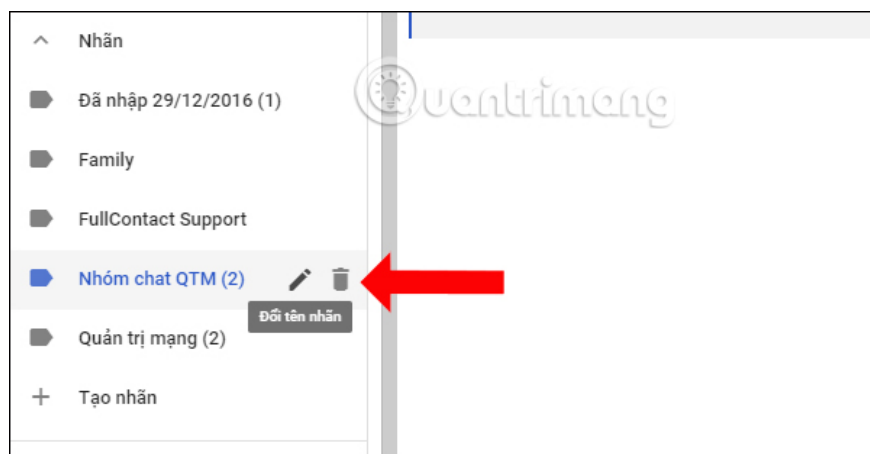 Nhãn
Đã nhập 29/12/2016 (1)
Quantrimang
Family
FullContact Support
Nhóm chat QTM (2)
Đổi tên nhãn
Quản trị mạng (2)
Tạo nhãn